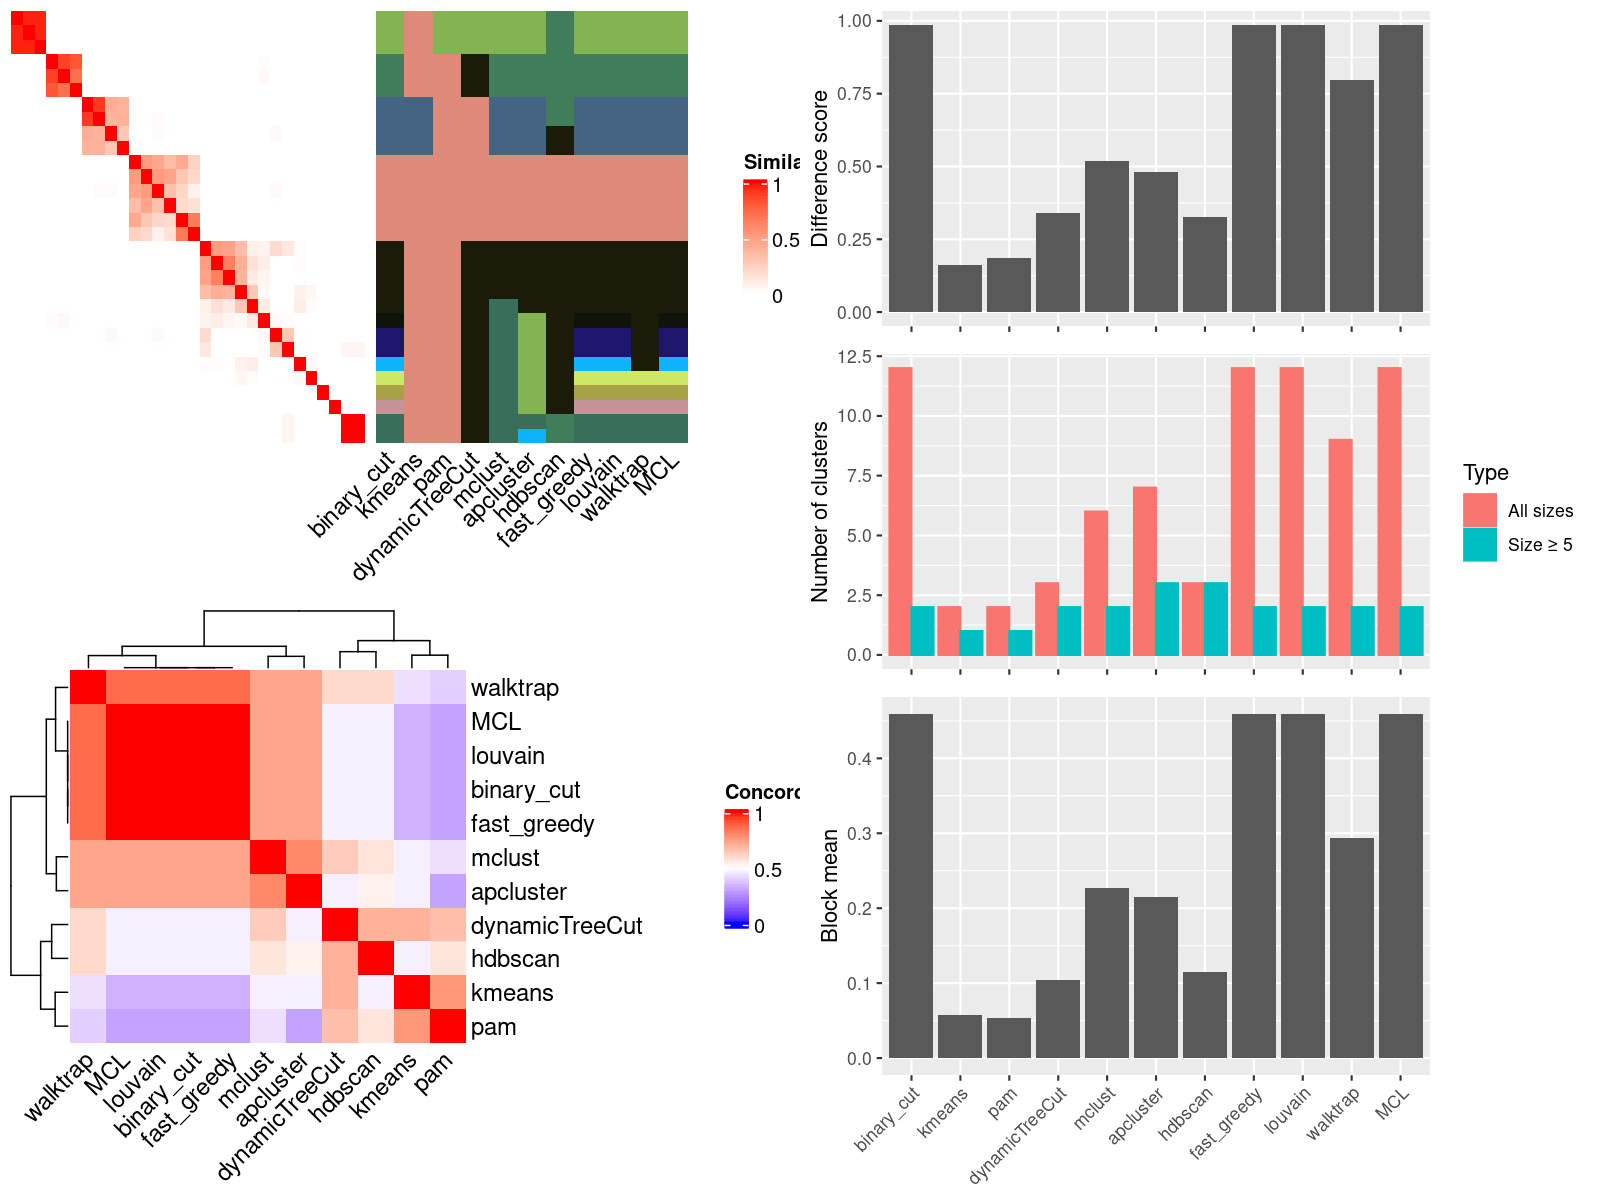 Simila
1
0.5
0
binary_cut
kmeans
pam
dynamicTreeCut
mclust
apcluster
hdbscan
fast_greedy
louvain
walktrap
MCL
walktrap
MCL
louvain
binary_cut
fast_greedy
mclust
apcluster
dynamicTreeCut
hdbscan
kmeans
pam
Concord
1
0.5
0
walktrap
MCL
louvain
binary_cut
fast_greedy
mclust
apcluster
dynamicTreeCut
hdbscan
kmeans
pam
Difference score
1.00
0.75
0.50
0.25
0.00
Number of clusters
12.5
10.0
7.5
5.0
2.5
0.0
Type
All sizes
Size ≥ 5
Block mean
0.4
0.3
0.2
0.1
0.0
binary_cut
kmeans
pam
dynamicTreeCut
mclust
apcluster
hdbscan
fast_greedy
louvain
walktrap
MCL